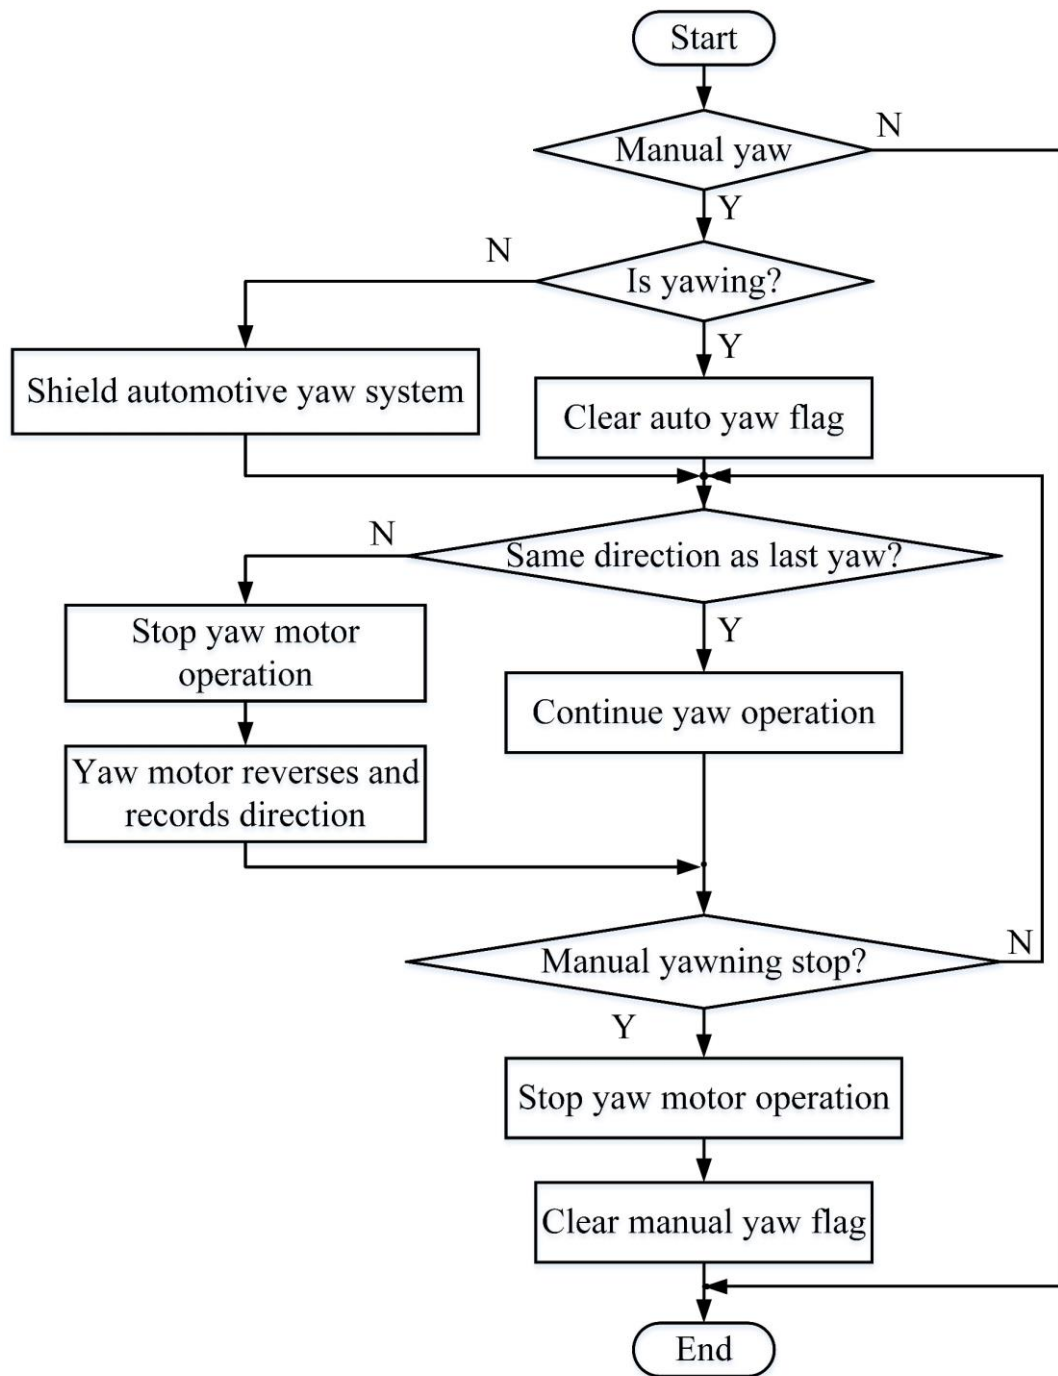 Start
Manual yaw
N
Y
Is yawing?
N
Y
Shield automotive yaw system
Clear auto yaw flag
Same direction as last yaw?
N
Y
Stop yaw motor
operation
Continue yaw operation
Yaw motor reverses and
records direction
Manual yawning stop?
N
Y
Stop yaw motor operation
Clear manual yaw flag
End